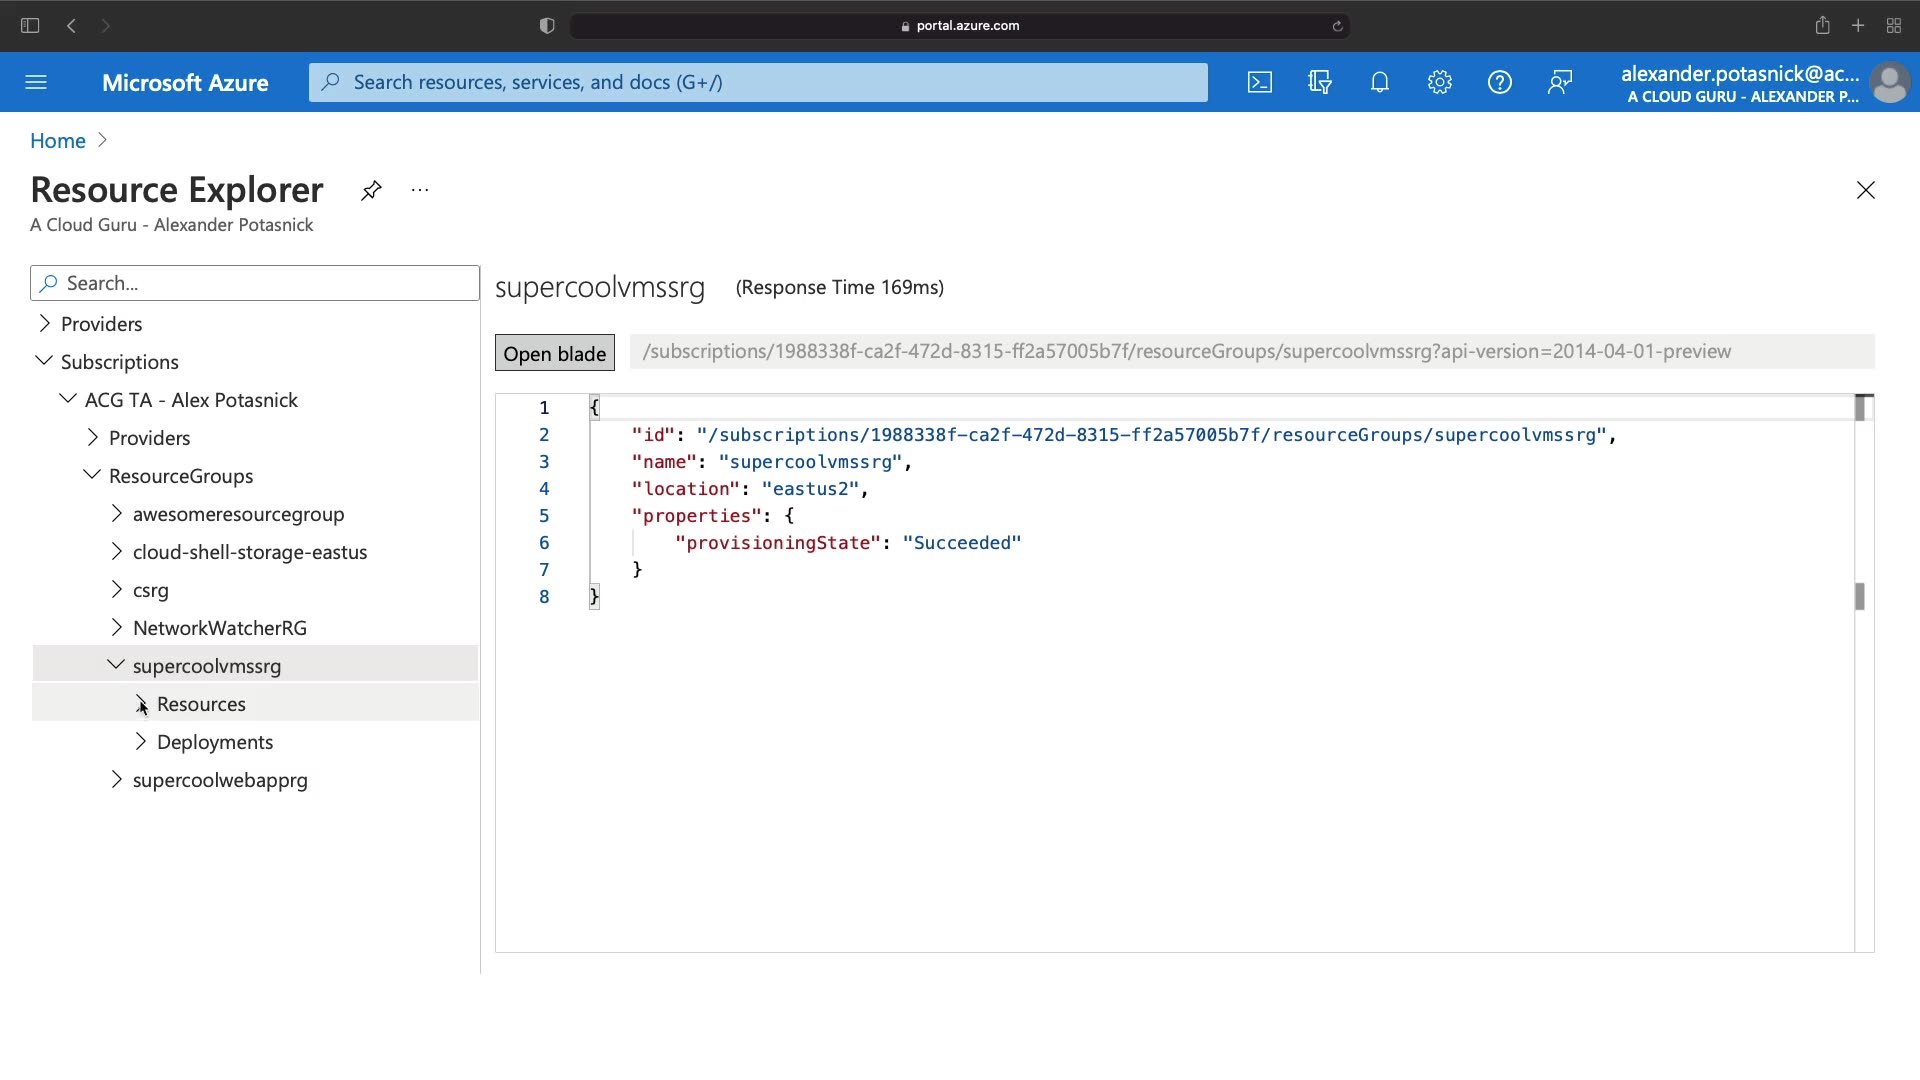 portal.azure.com
Microsoft Azure
Search resources, services, and docs (G+/)
alexander.potasnick@ac...
A CLOUD GURU - ALEXANDER P...
Home
Resource Explorer
...
A Cloud Guru - Alexander Potasnick
Search...
Providers
Subscriptions
ACG TA - Alex Potasnick
Providers
ResourceGroups
awesomeresourcegroup
cloud-shell-storage-eastus
csrg
NetworkWatcherRG
supercoolvmssrg
Resources
Deployments
supercoolwebapprg
supercoolvmssrg (Response Time 169ms)
Open blade /subscriptions/1988338f-ca2f-472d-8315-ff2a57005b7f/resourceGroups/supercoolvmssrg?api-version=2014-04-01-preview
1 {
2 "id": "/subscriptions/1988338f-ca2f-472d-8315-ff2a57005b7f/resourceGroups/supercoolvmssrg",
3 "name": "supercoolvmssrg",
4 "location": "eastus2",
5 "properties": {
6 "provisioningState": "Succeeded"
7 }
8 }